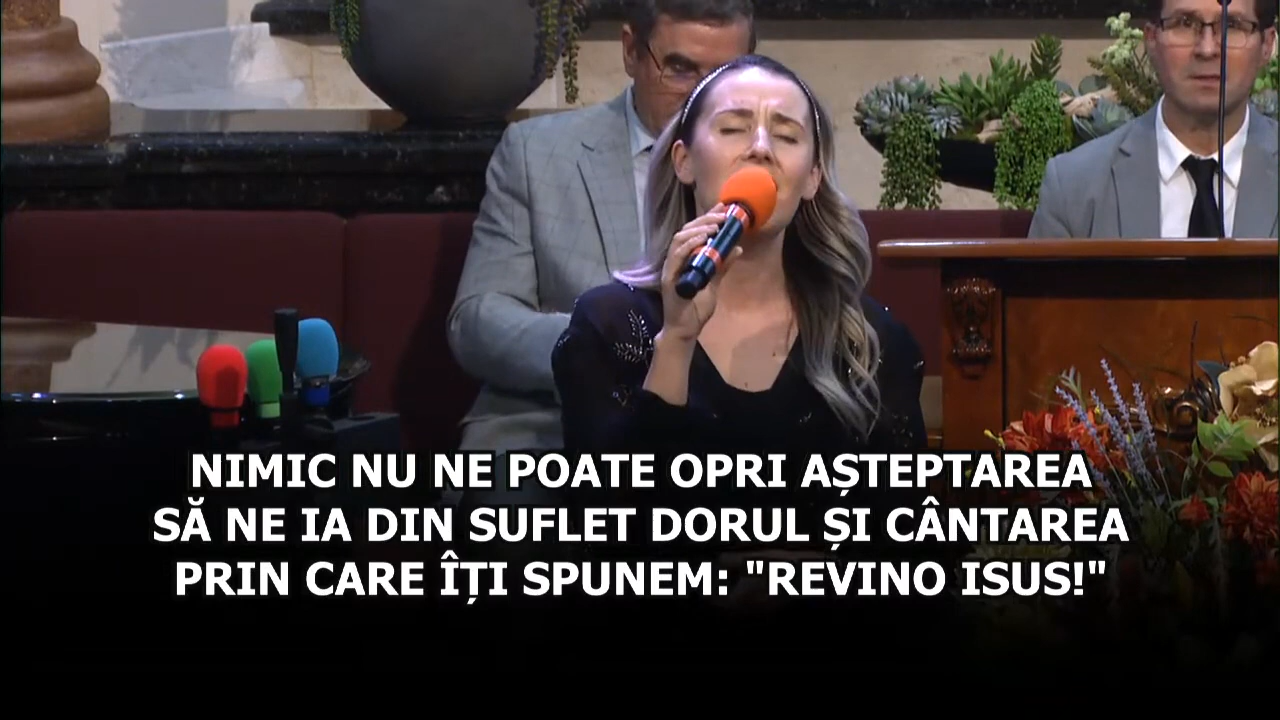 NIMIC NU NE POATE OPRI AȘTEPTAREA
SĂ NE IA DIN SUFLET DORUL ȘI CÂNTAREA
PRIN CARE ÎȚI SPUNEM: "REVINO ISUS!"